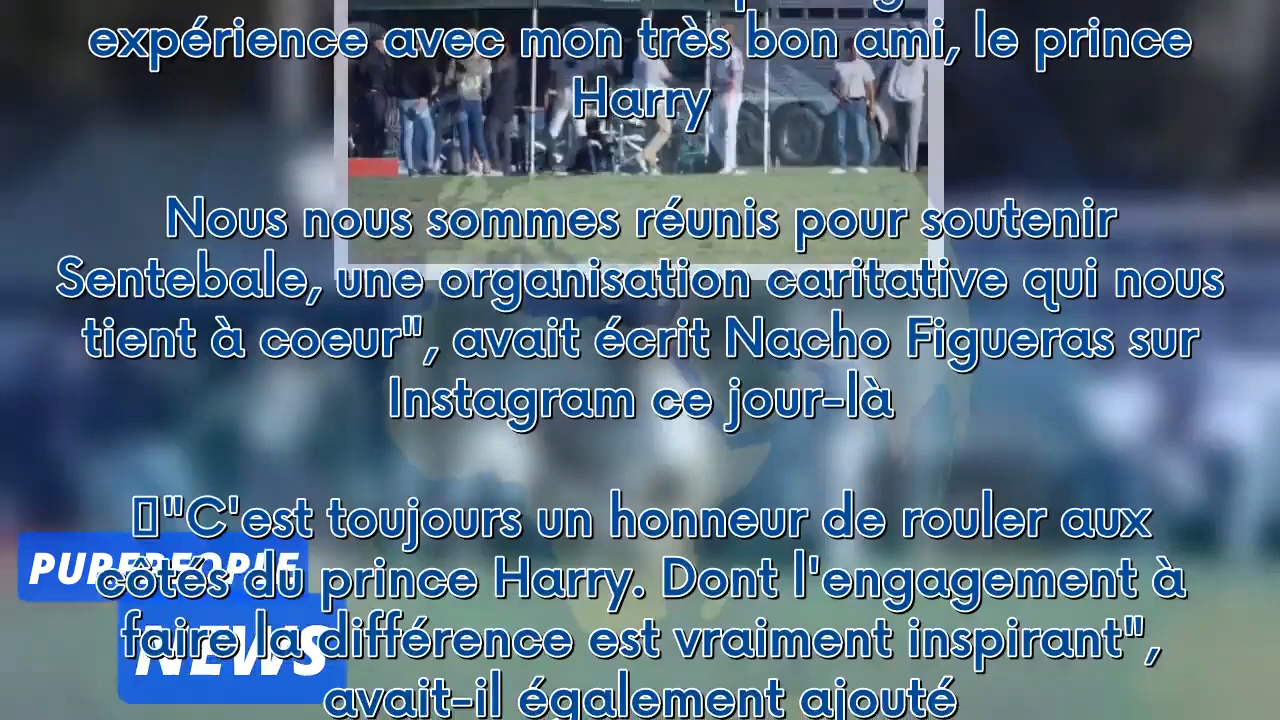 expérience avec mon très bon ami, le prince
Harry
Nous nous sommes réunis pour soutenir
Sentebale, une organisation caritative qui nous
tient à coeur", avait écrit Nacho Figueras sur
Instagram ce jour-là
"C'est toujours un honneur de rouler aux
côtés du prince Harry. Dont l'engagement à
faire la différence est vraiment inspirant",
avait-il également ajouté
NEWS